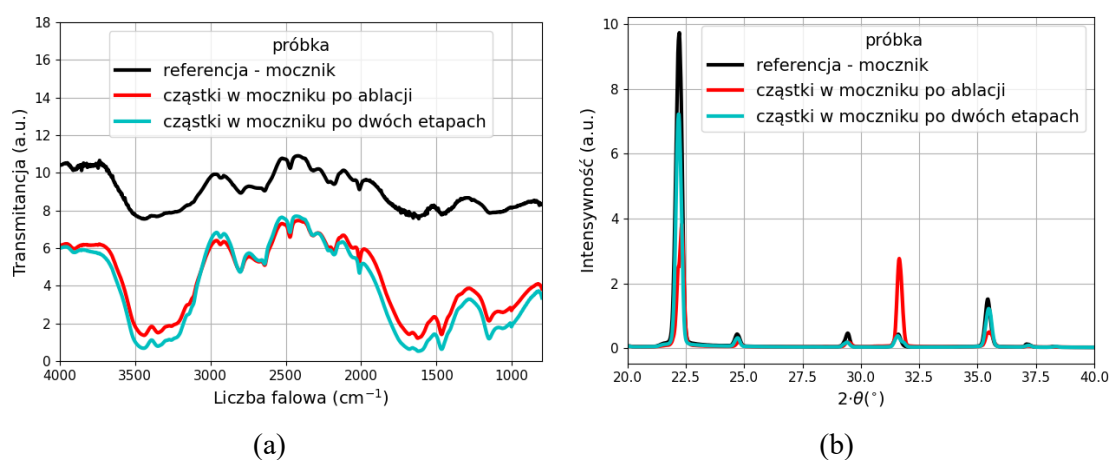 18
16
14
12
10
8
6
4
2
0
Transmitancja (a.u.)
próbka
referencja - mocznik
cząstki w moczniku po ablacji
cząstki w moczniku po dwóch etapach
4000 3500 3000 2500 2000 1500 1000
Liczba falowa (cm⁻¹)
(a)
10
8
6
4
2
0
Intensywność (a.u.)
próbka
referencja - mocznik
cząstki w moczniku po ablacji
cząstki w moczniku po dwóch etapach
20.0 22.5 25.0 27.5 30.0 32.5 35.0 37.5 40.0
2·θ(°)
(b)